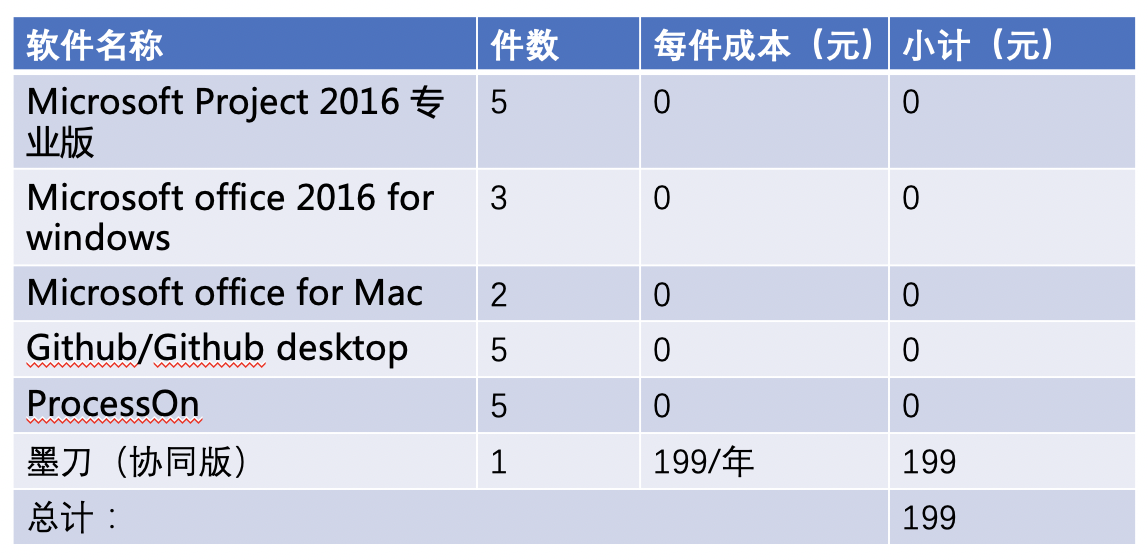 软件名称 件数 每件成本（元） 小计（元）
Microsoft Project 2016 专
业版 5 0 0
Microsoft office 2016 for
windows 3 0 0
Microsoft office for Mac 2 0 0
Github/Github desktop 5 0 0
ProcessOn 5 0 0
墨刀（协同版） 1 199/年 199
总计： 199